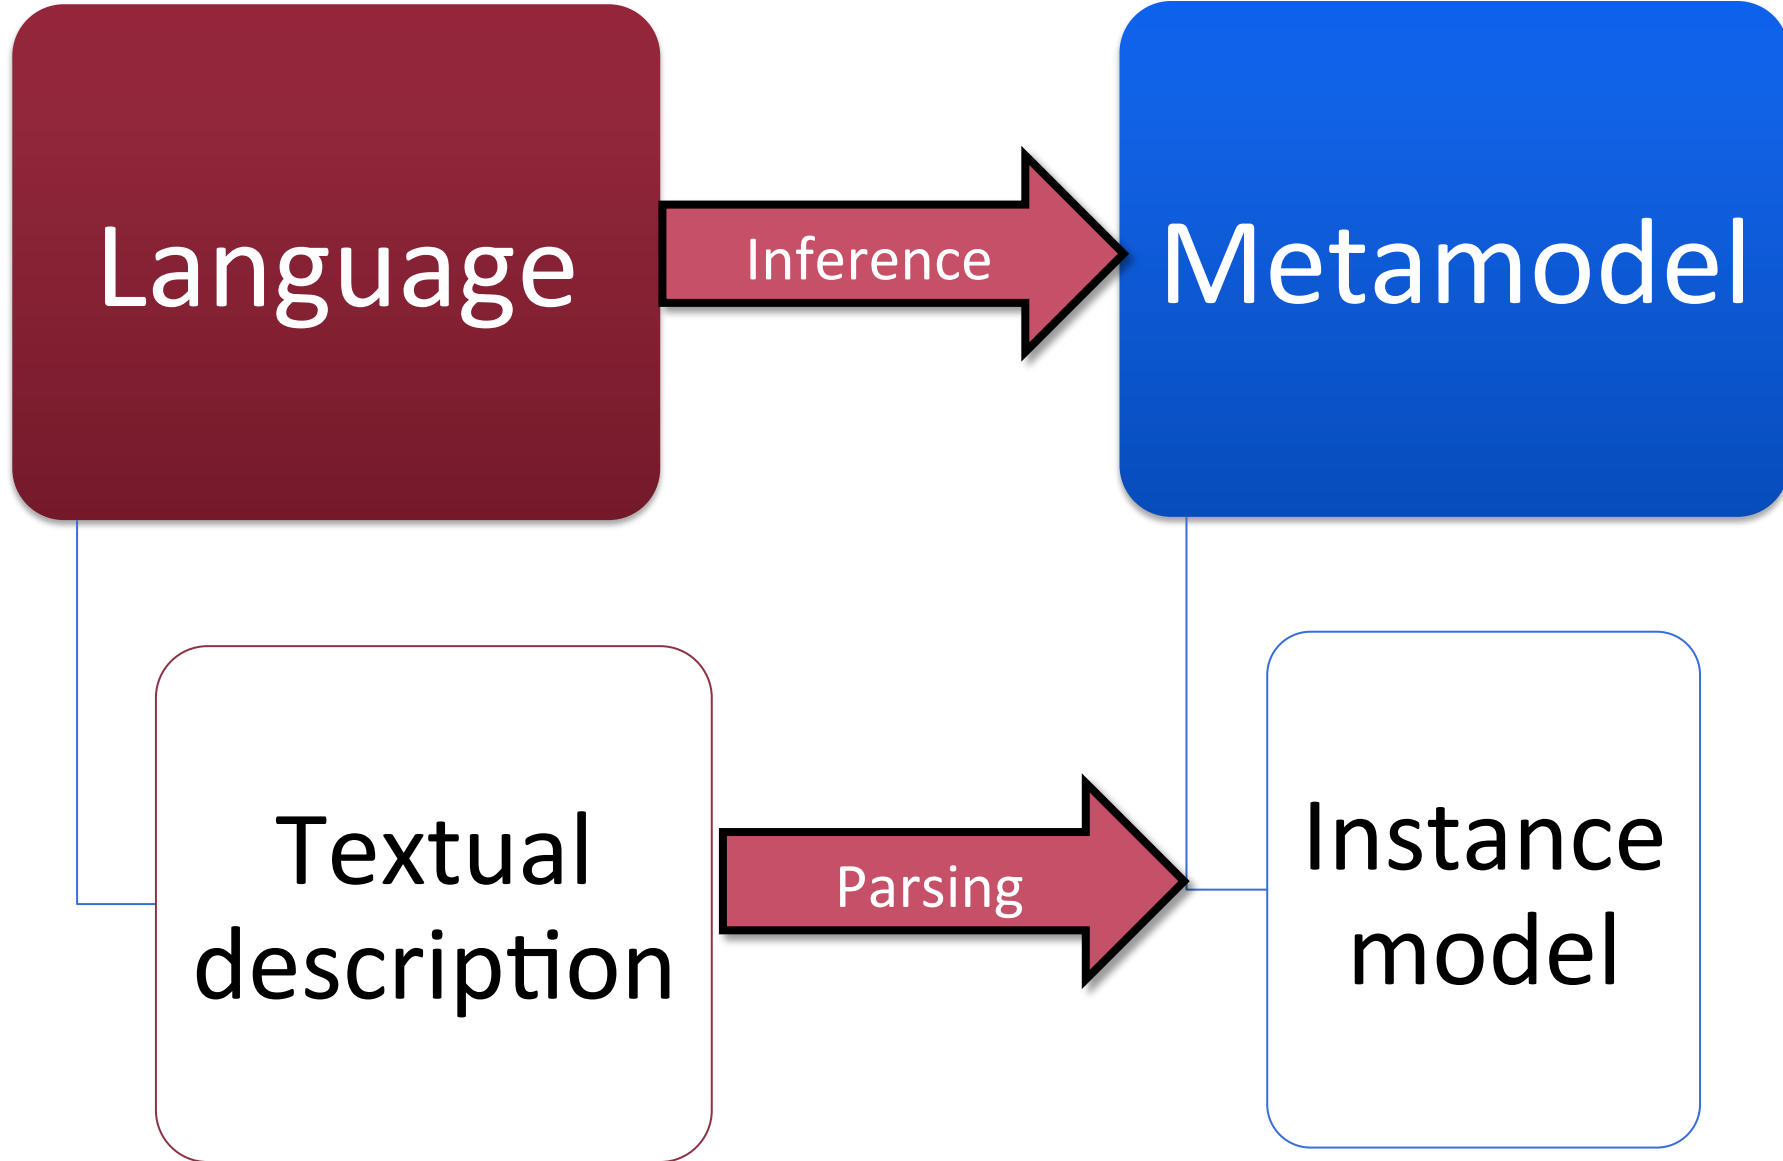 Language
Inference
Metamodel
Textual
description
Parsing
Instance
model